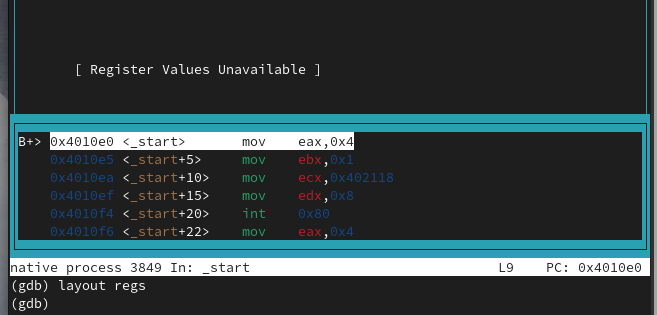 [ Register Values Unavailable ]
B+> 0x4010e0 <_start> mov eax,0x4
0x4010e5 <_start+5> mov ebx,0x1
0x4010ea <_start+10> mov ecx,0x402118
0x4010ef <_start+15> mov edx,0x8
0x4010f4 <_start+20> int 0x80
0x4010f6 <_start+22> mov eax,0x4
native process 3849 In: _start L9 PC: 0x4010e0
(gdb) layout regs
(gdb)